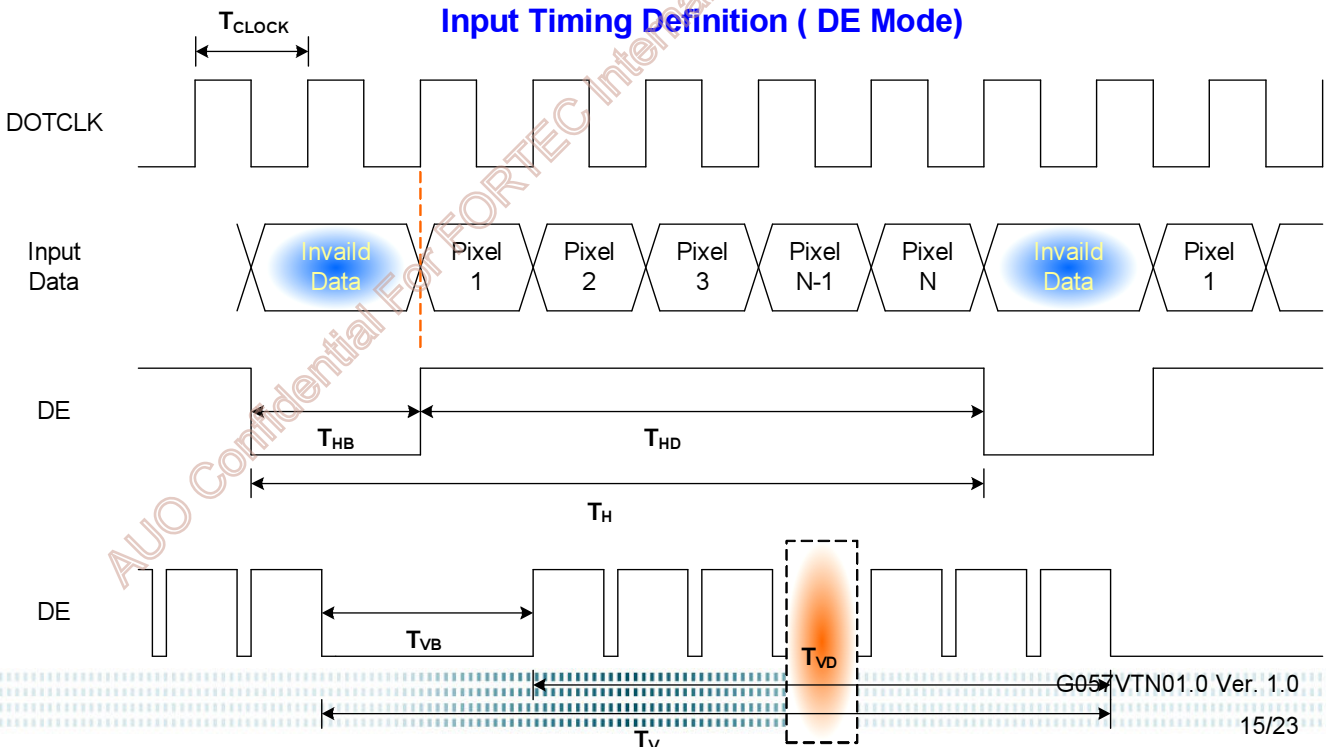 Input Timing Definition ( DE Mode)
TCLOCK
DOTCLK
Input
Data
Invaild
Data
Pixel
1
Pixel
2
Pixel
3
Pixel
N-1
Pixel
N
Invaild
Data
Pixel
1
DE
THB
THD
TH
DE
TVB
TVD
TV
AUO Confidential For FORTEC Interna
G057VTN01.0 Ver. 1.0
15/23